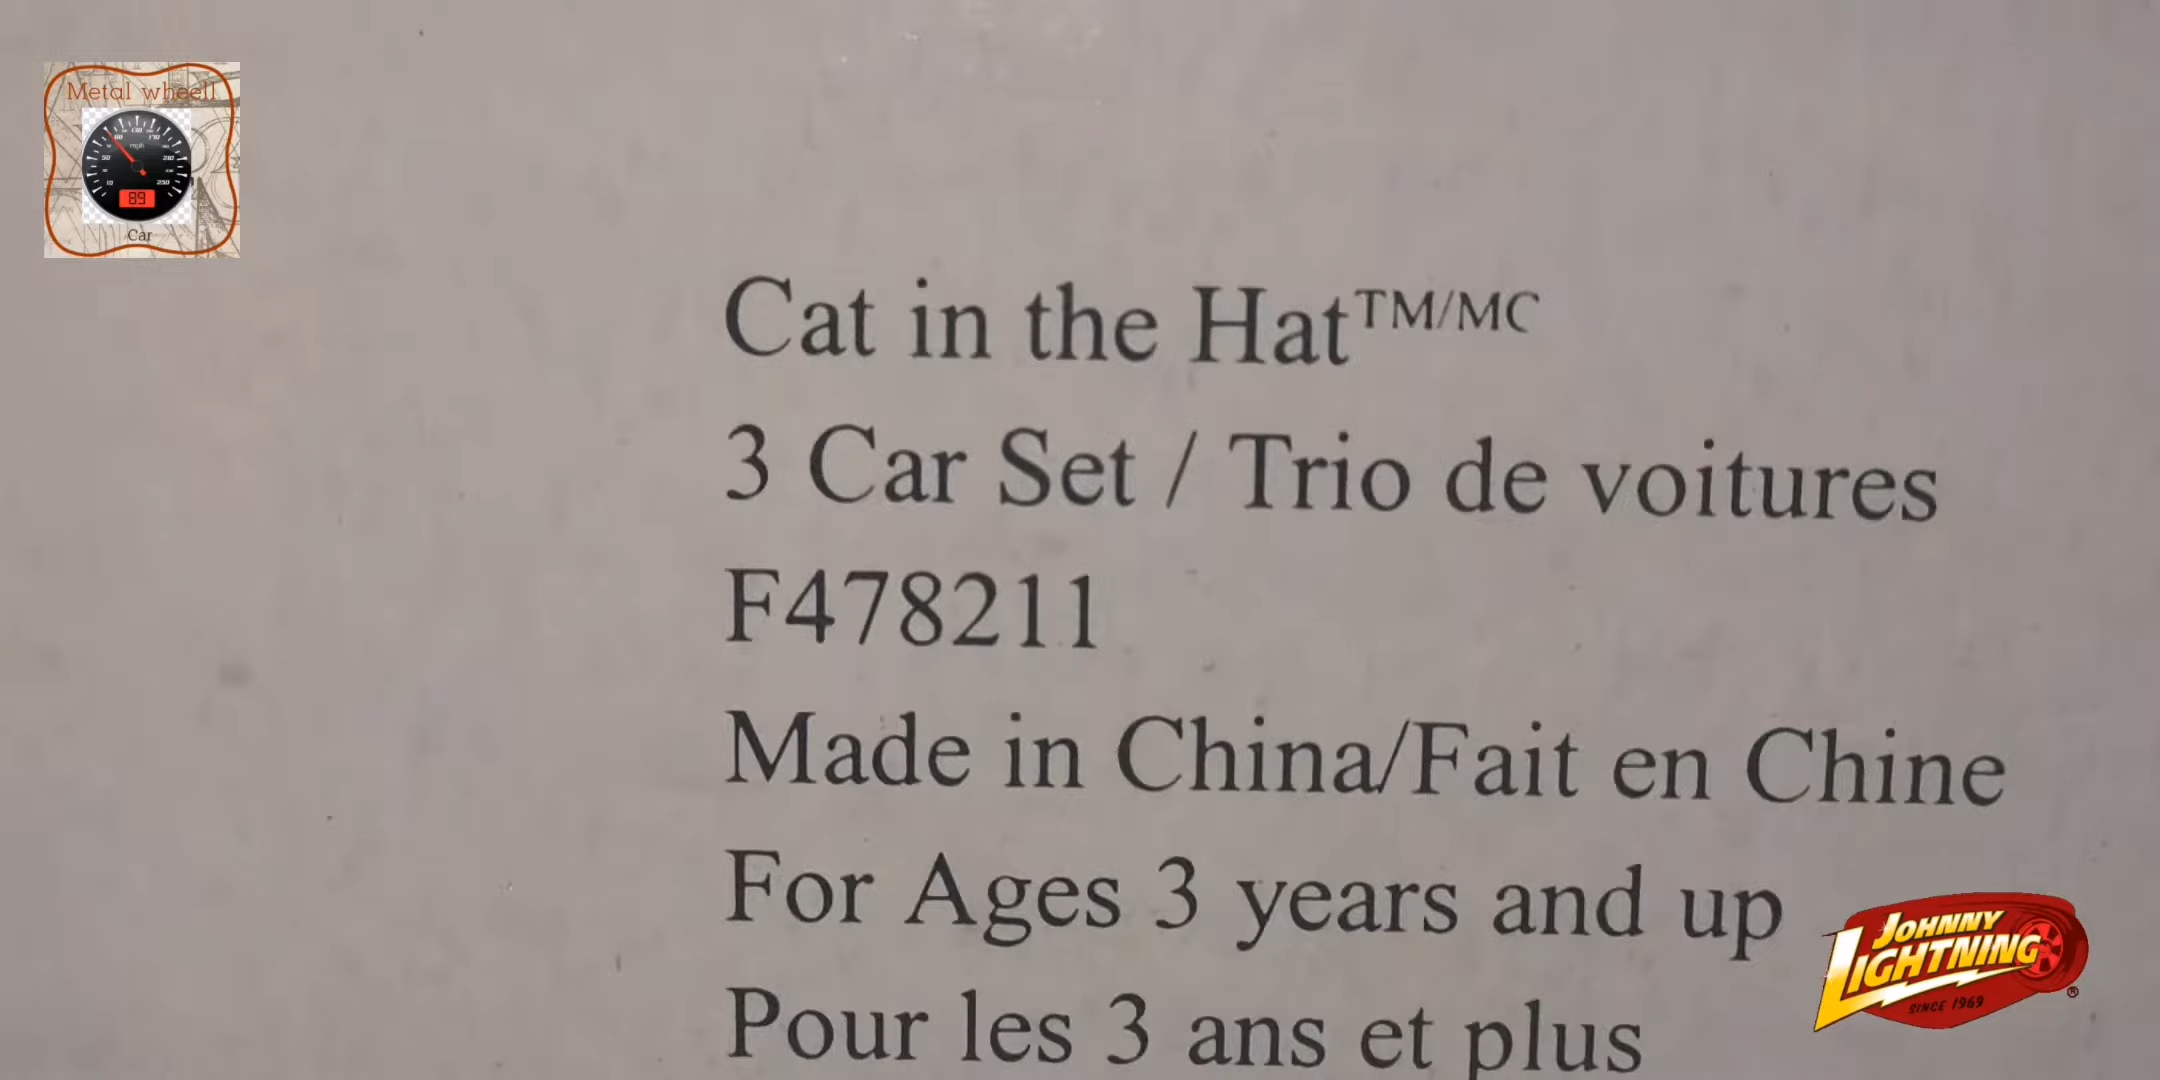 Metal wheell
89
Car
Cat in the Hat™/MC
3 Car Set / Trio de voitures
F478211
Made in China/Fait en Chine
For Ages 3 years and up
Pour les 3 ans et plus
JOHNNY
LIGHTNING
SINCE 1969
®